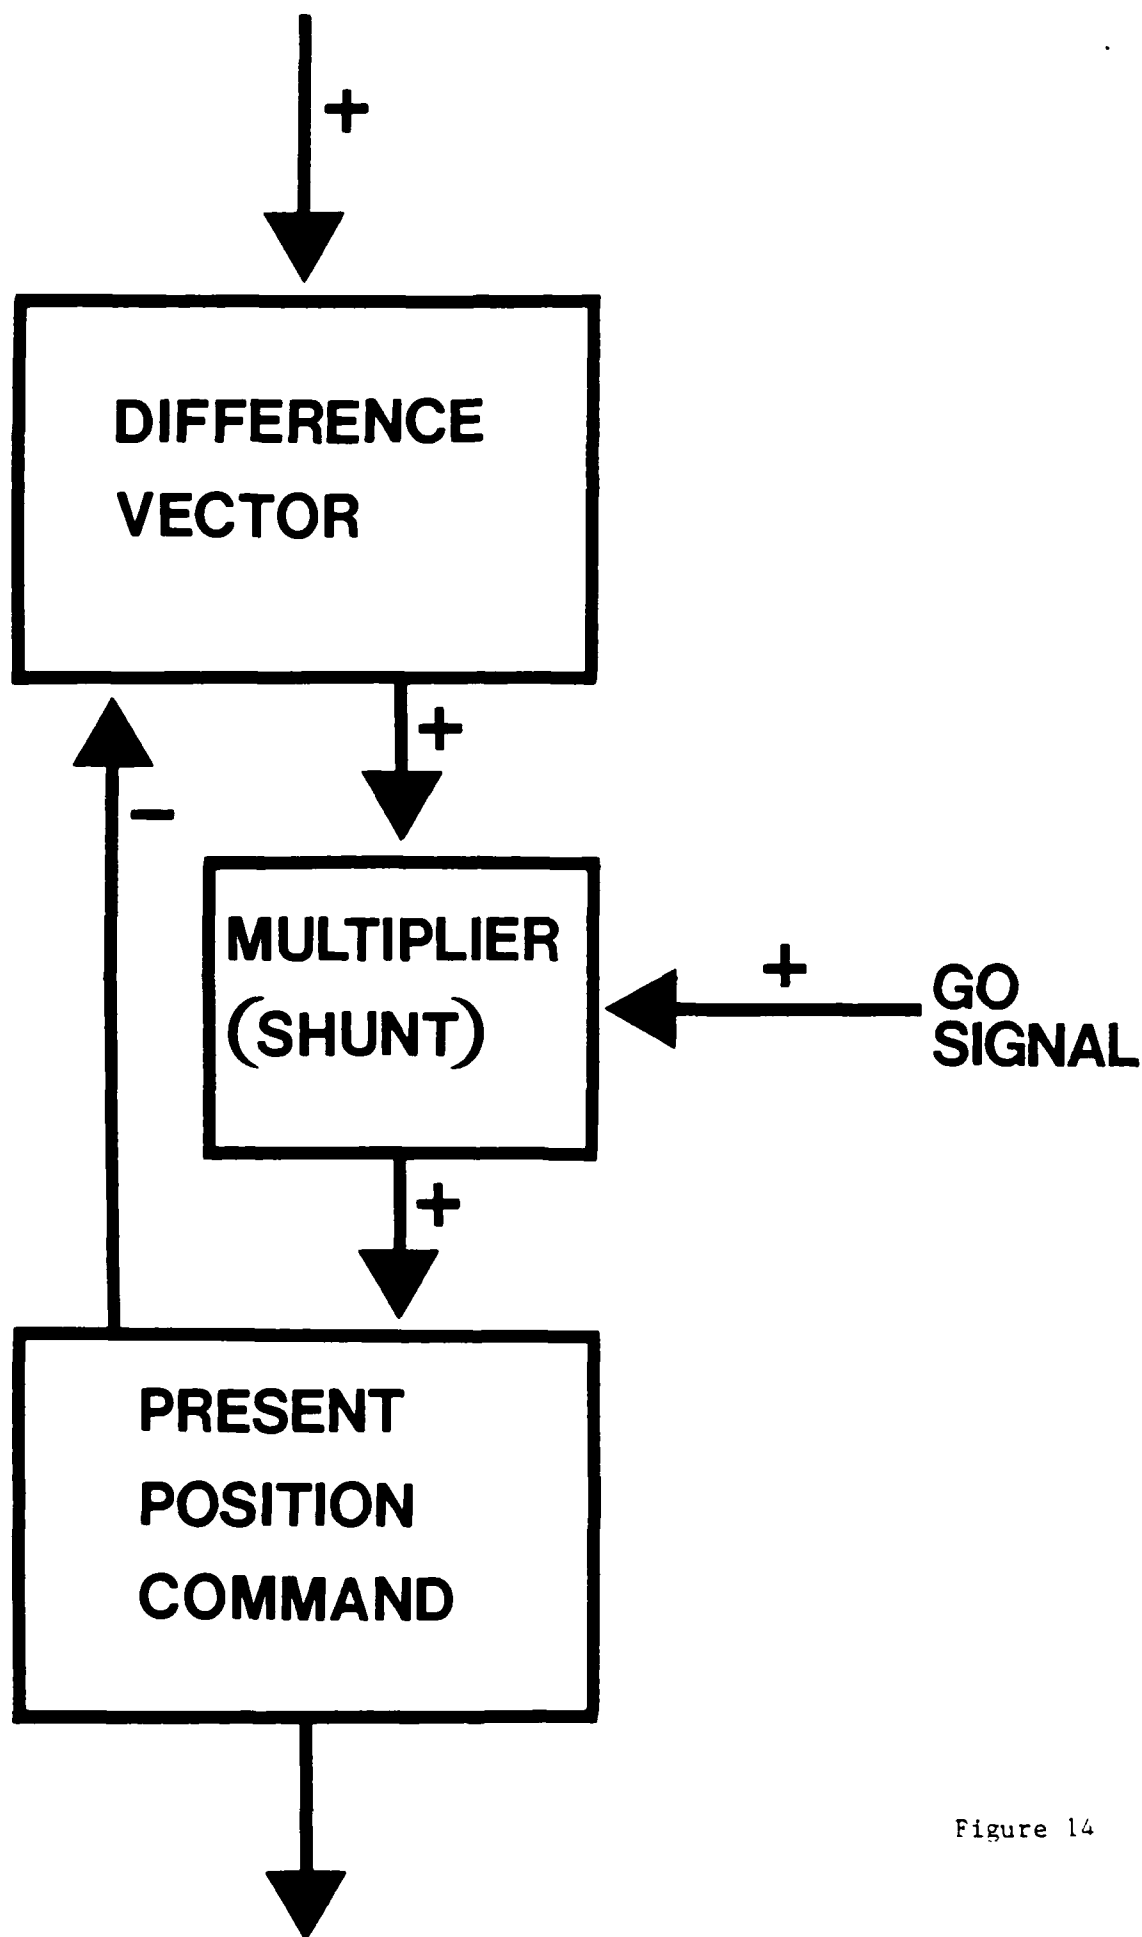 +
DIFFERENCE
VECTOR
+
−
MULTIPLIER
(SHUNT)
+
GO
SIGNAL
+
PRESENT
POSITION
COMMAND
Figure 14